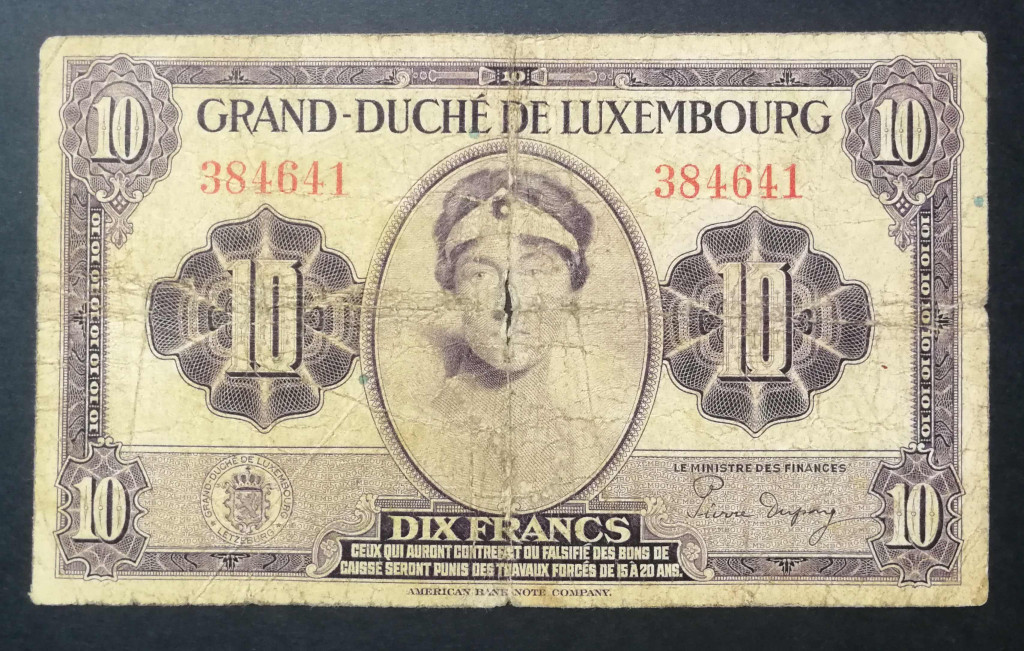 10
10 10
GRAND-DUCHÉ DE LUXEMBOURG
384641 384641
10 10
LE MINISTRE DES FINANCES
Pierre Dupong
GRAND-DUCHÉ DE LUXEMBOURG
LETZEBURG
10 10
DIX FRANCS
CEUX QUI AURONT CONTREFAIT OU FALSIFIÉ DES BONS DE
CAISSE SERONT PUNIS DES TRAVAUX FORCÉS DE 15 À 20 ANS.
AMERICAN BANK NOTE COMPANY.